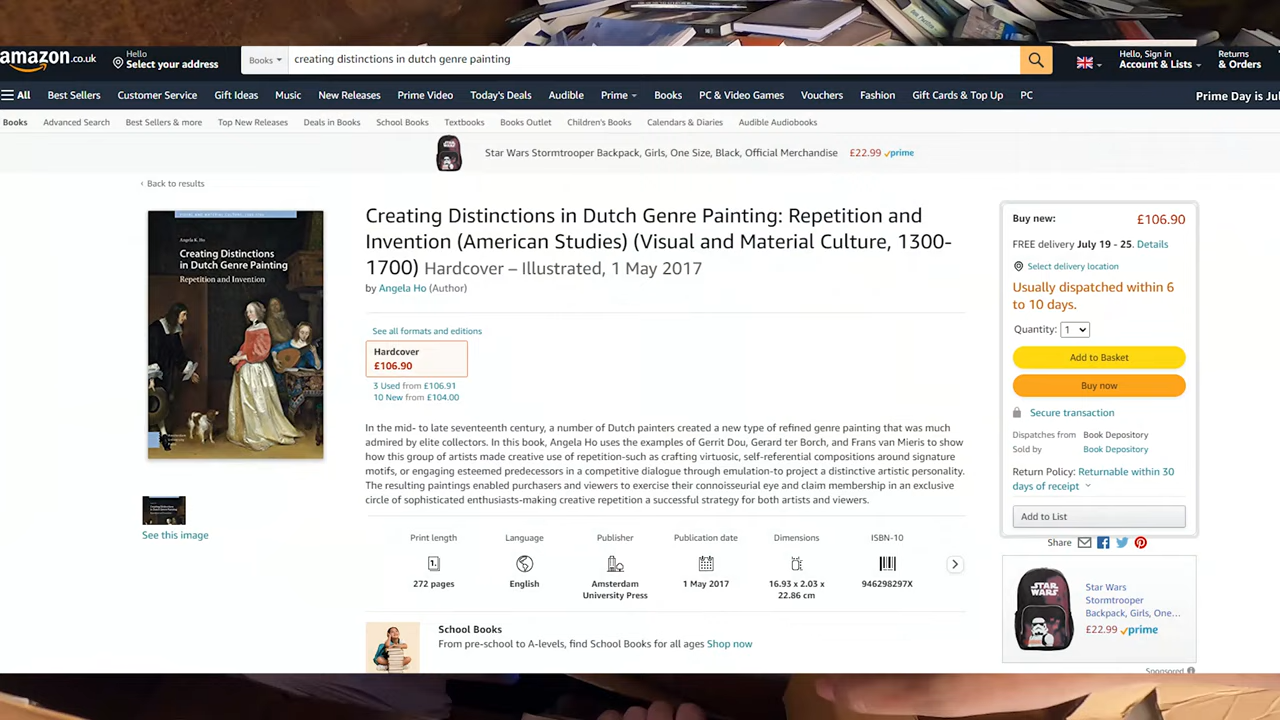 amazon.co.uk
Hello
Select your address
Books
creating distinctions in dutch genre painting
Hello, Sign in
Account & Lists
Returns
& Orders
All
Best Sellers
Customer Service
Gift Ideas
Music
New Releases
Prime Video
Today's Deals
Audible
Prime
Books
PC & Video Games
Vouchers
Fashion
Gift Cards & Top Up
PC
Prime Day is Jul
Books
Advanced Search
Best Sellers & more
Top New Releases
Deals in Books
School Books
Textbooks
Books Outlet
Children's Books
Calendars & Diaries
Audible Audiobooks
Star Wars Stormtrooper Backpack, Girls, One Size, Black, Official Merchandise £22.99 prime
‹ Back to results
Angela K. Ho
Creating Distinctions
in Dutch Genre Painting
Repetition and Invention
See this image
Creating Distinctions in Dutch Genre Painting: Repetition and
Invention (American Studies) (Visual and Material Culture, 1300-
1700) Hardcover – Illustrated, 1 May 2017
by Angela Ho (Author)
See all formats and editions
Hardcover
£106.90
3 Used from £106.91
10 New from £104.00
In the mid- to late seventeenth century, a number of Dutch painters created a new type of refined genre painting that was much
admired by elite collectors. In this book, Angela Ho uses the examples of Gerrit Dou, Gerard ter Borch, and Frans van Mieris to show
how this group of artists made creative use of repetition-such as crafting virtuosic, self-referential compositions around signature
motifs, or engaging esteemed predecessors in a competitive dialogue through emulation-to project a distinctive artistic personality.
The resulting paintings enabled purchasers and viewers to exercise their connoisseurial eye and claim membership in an exclusive
circle of sophisticated enthusiasts-making creative repetition a successful strategy for both artists and viewers.
Print length
272 pages
Language
English
Publisher
Amsterdam
University Press
Publication date
1 May 2017
Dimensions
16.93 x 2.03 x
22.86 cm
ISBN-10
946298297X
School Books
From pre-school to A-levels, find School Books for all ages Shop now
Buy new:
£106.90
FREE delivery July 19 - 25. Details
Select delivery location
Usually dispatched within 6
to 10 days.
Quantity: 1
Add to Basket
Buy now
Secure transaction
Dispatches from Book Depository
Sold by Book Depository
Return Policy: Returnable within 30
days of receipt
Add to List
Share
STAR
WARS
Star Wars
Stormtrooper
Backpack, Girls, One…
£22.99 prime
Sponsored